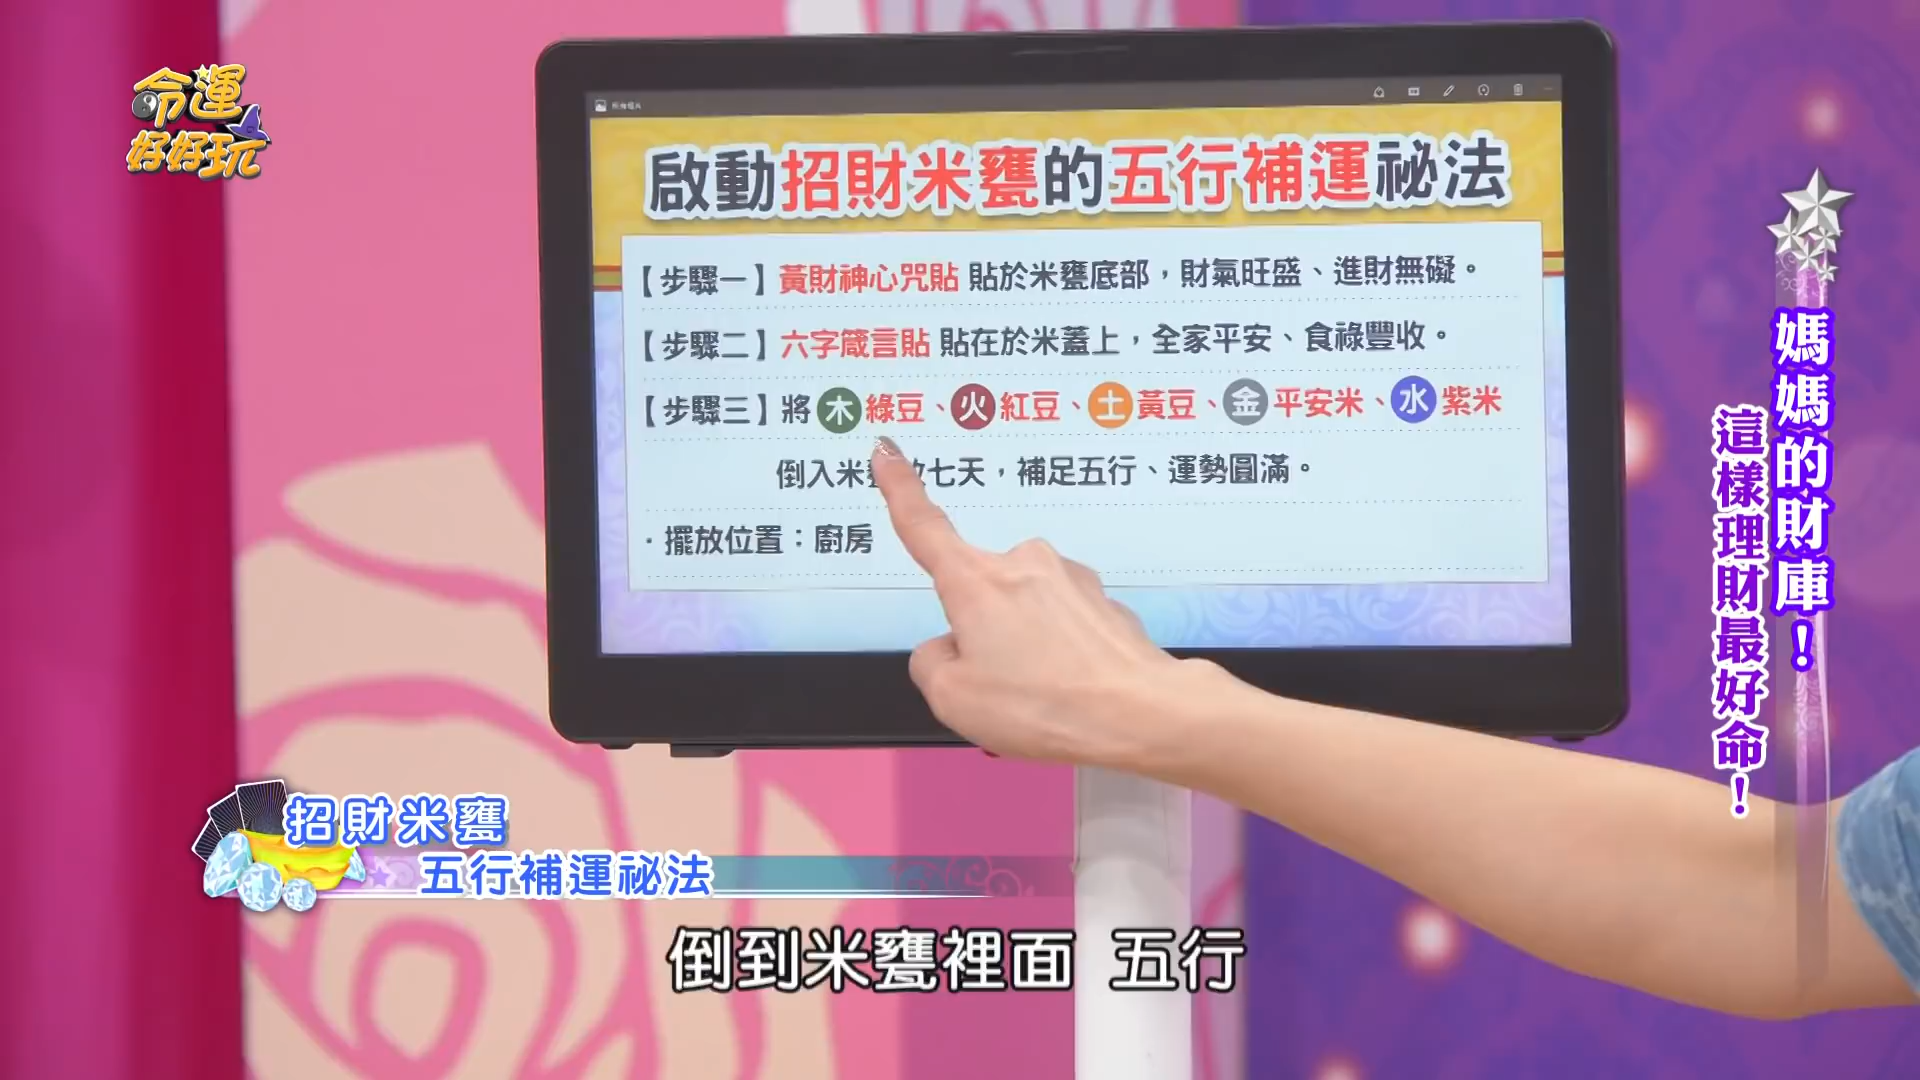 命運
好好玩
啟動招財米甕的五行補運祕法
【步驟一】黃財神心咒貼 貼於米甕底部，財氣旺盛、進財無礙。
【步驟二】六字箴言貼 貼在於米蓋上，全家平安、食祿豐收。
【步驟三】將 木 綠豆、火 紅豆、土 黃豆、金 平安米、水 紫米
倒入米甕 七天，補足五行、運勢圓滿。
·擺放位置：廚房
媽媽的財庫！
這樣理財最好命！
招財米甕
五行補運祕法
倒到米甕裡面 五行